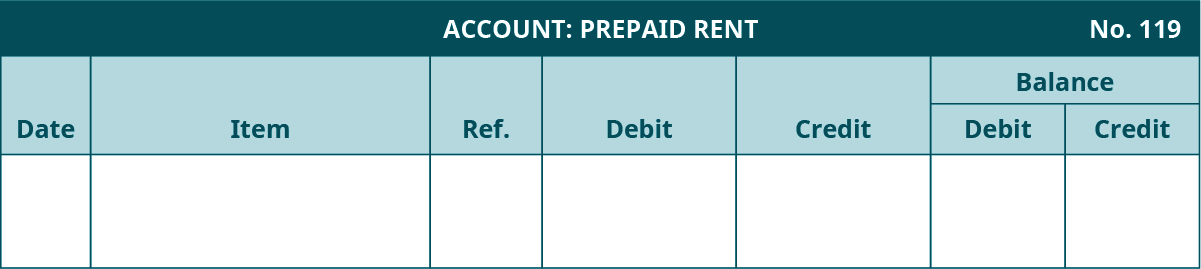 ACCOUNT: PREPAID RENT No. 119
Balance
Date Item Ref. Debit Credit Debit Credit